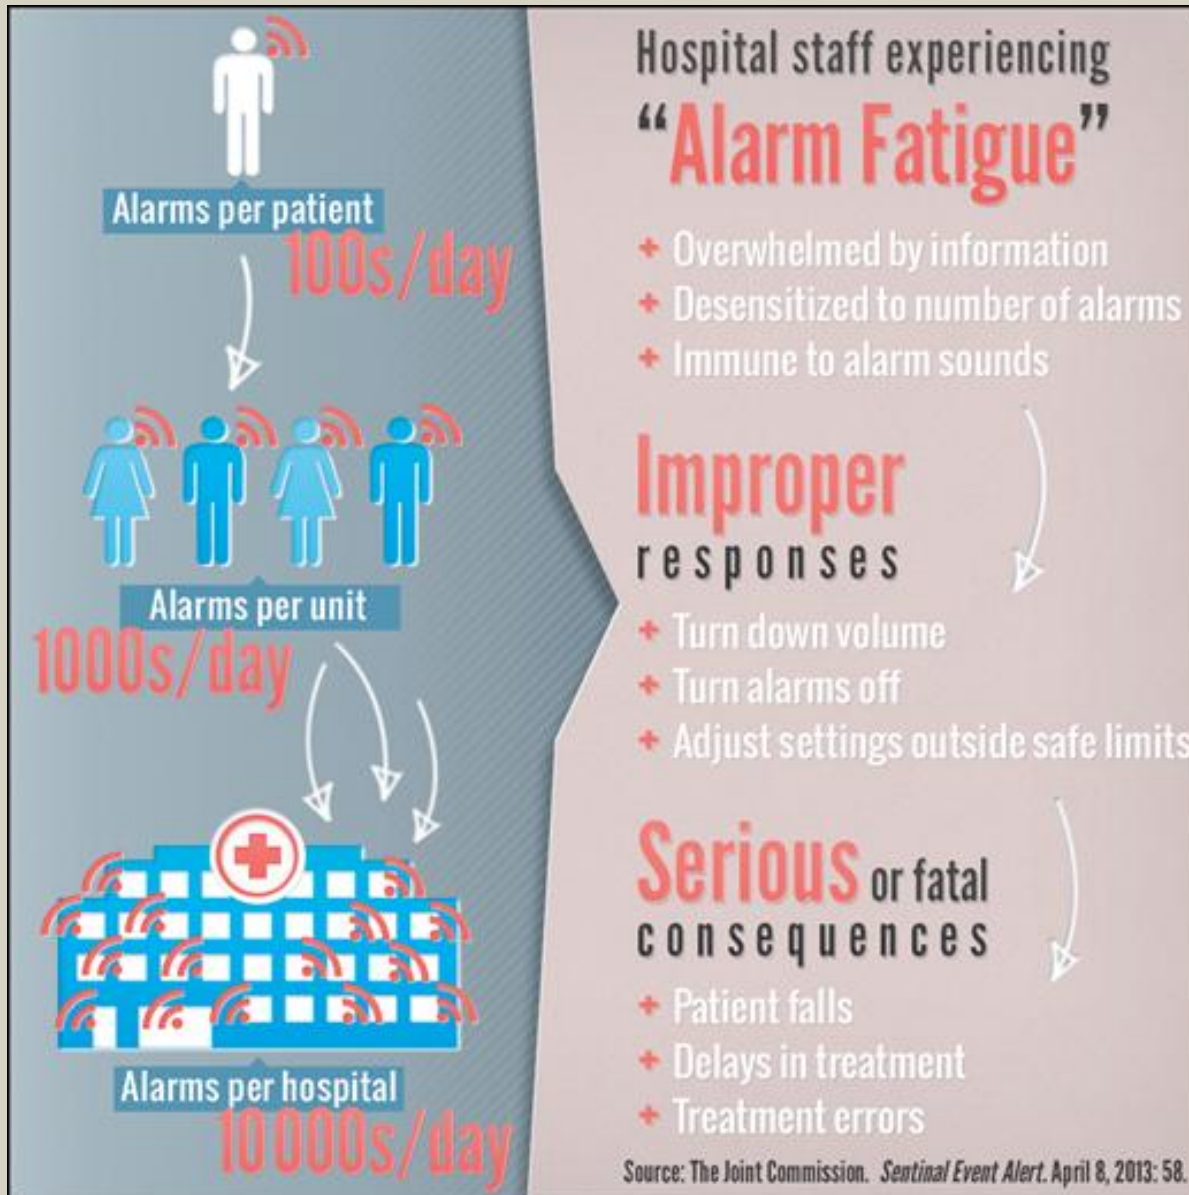 Alarms per patient
100s/day
Alarms per unit
1000s/day
Alarms per hospital
10000s/day
Hospital staff experiencing
“Alarm Fatigue”
+ Overwhelmed by information
+ Desensitized to number of alarms
+ Immune to alarm sounds
Improper
responses
+ Turn down volume
+ Turn alarms off
+ Adjust settings outside safe limits
Serious or fatal
consequences
+ Patient falls
+ Delays in treatment
+ Treatment errors
Source: The Joint Commission. Sentinal Event Alert. April 8, 2013: 58.